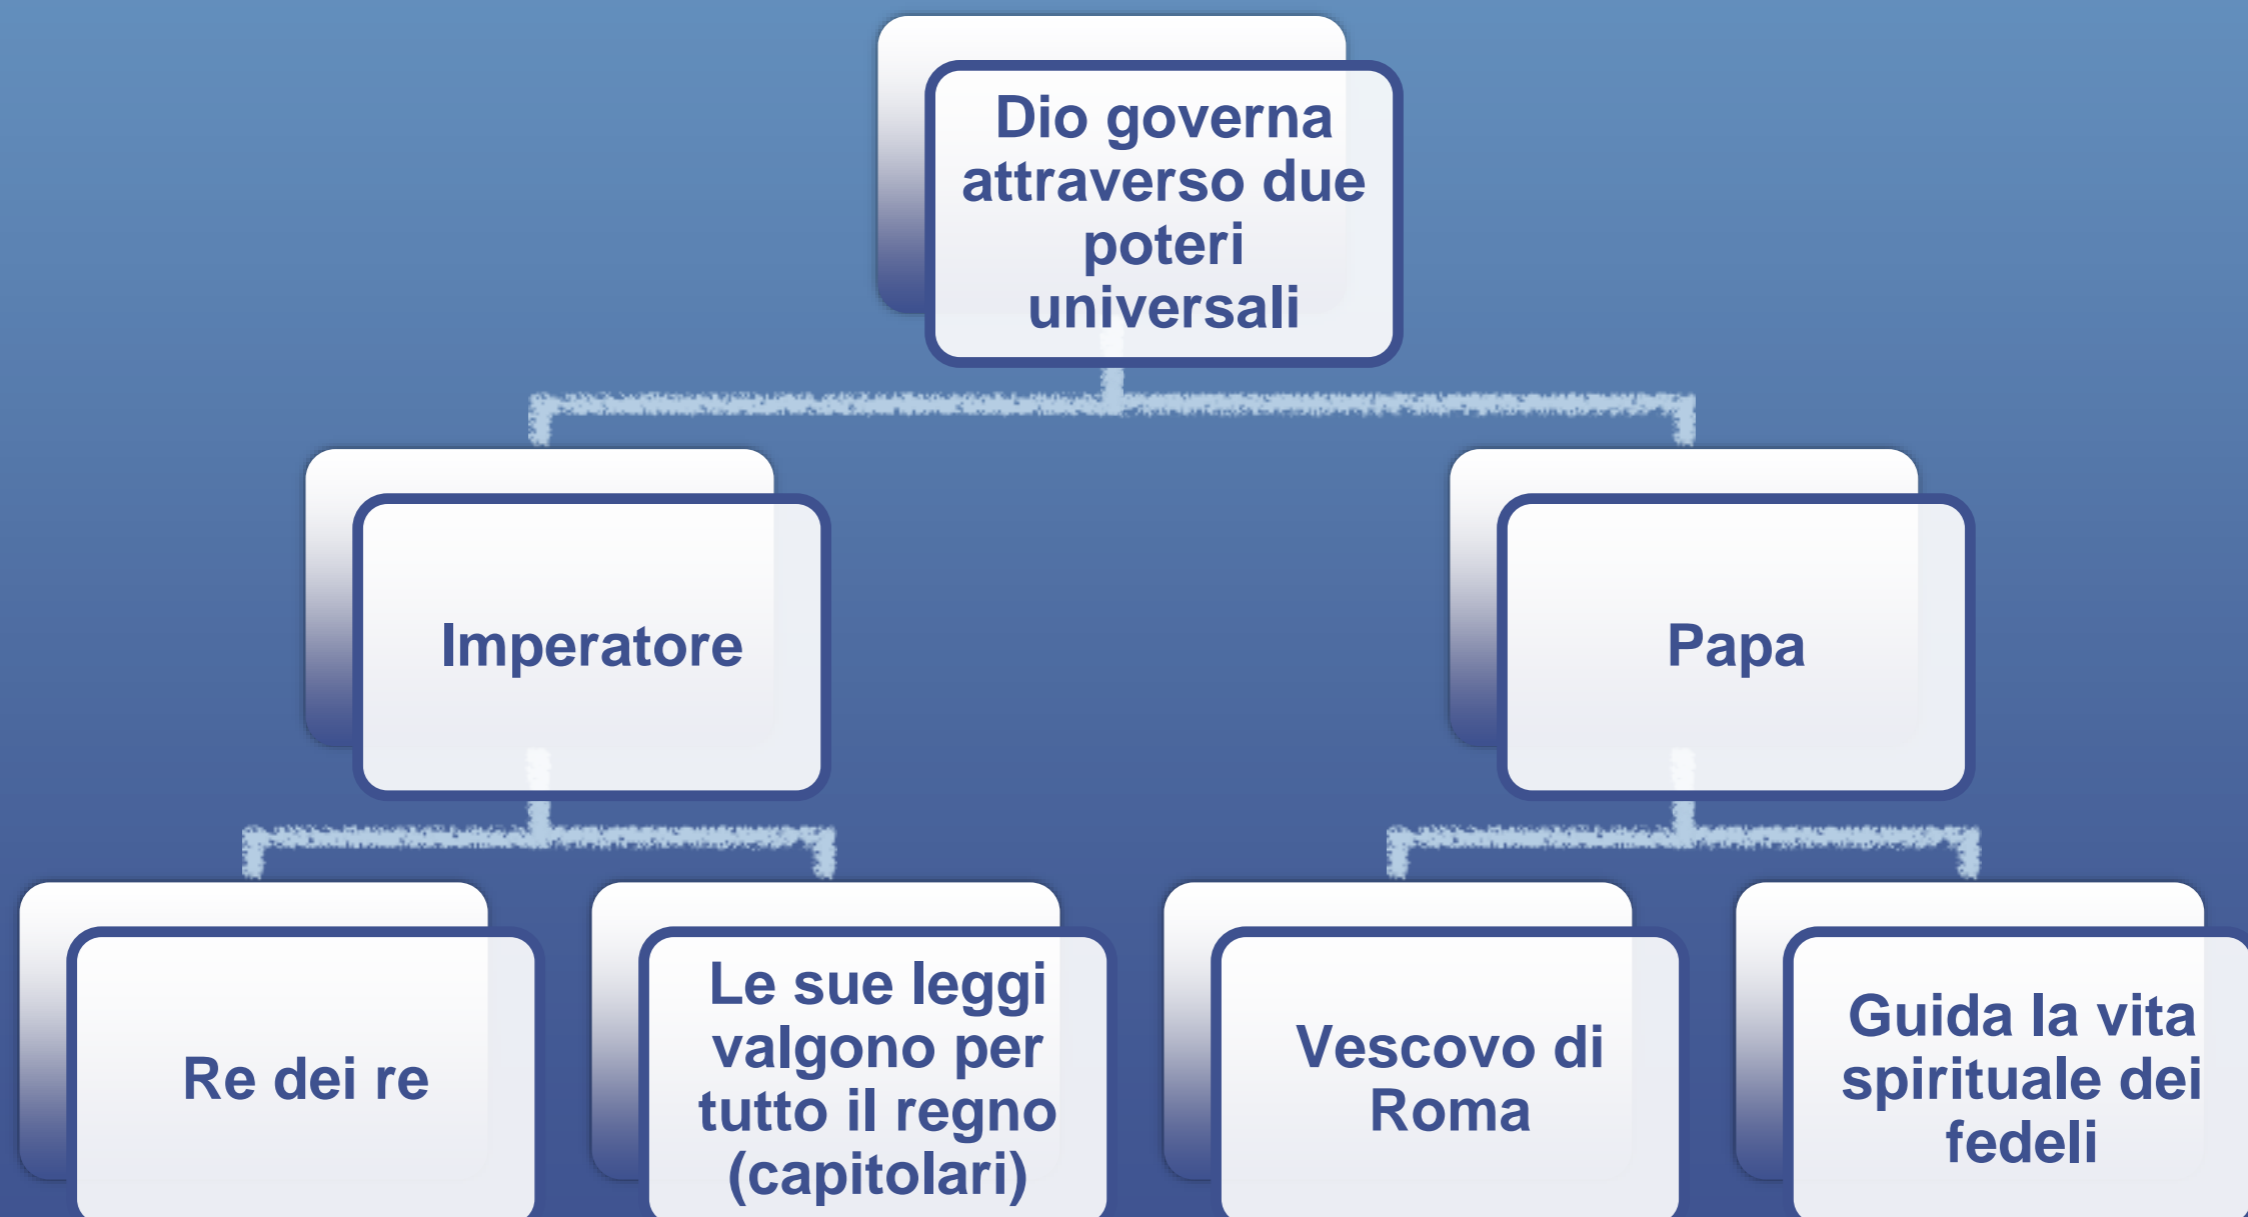 Dio governa
attraverso due
poteri
universali
Imperatore
Papa
Re dei re
Le sue leggi
valgono per
tutto il regno
(capitolari)
Vescovo di
Roma
Guida la vita
spirituale dei
fedeli